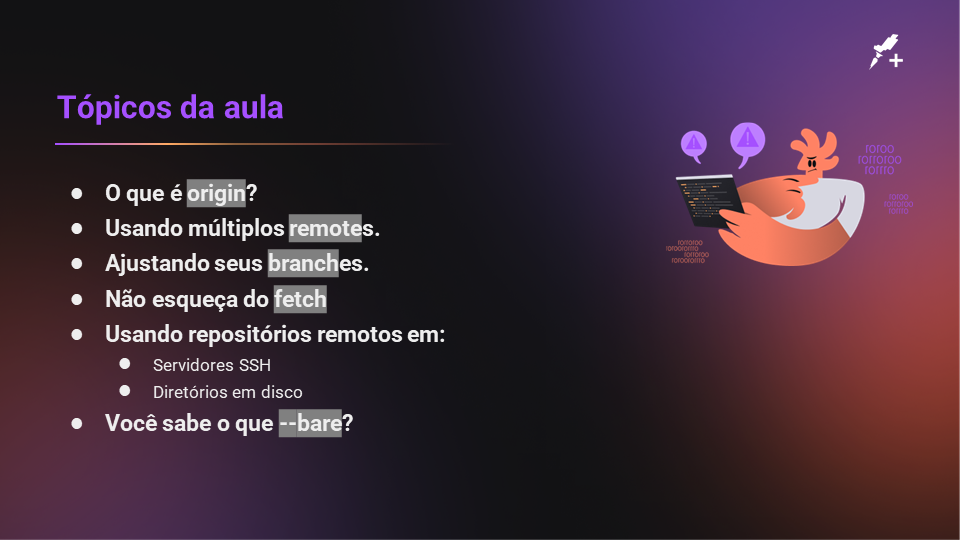 Tópicos da aula
● O que é origin?
● Usando múltiplos remotes.
● Ajustando seus branches.
● Não esqueça do fetch
● Usando repositórios remotos em:
● Servidores SSH
● Diretórios em disco
● Você sabe o que --bare?